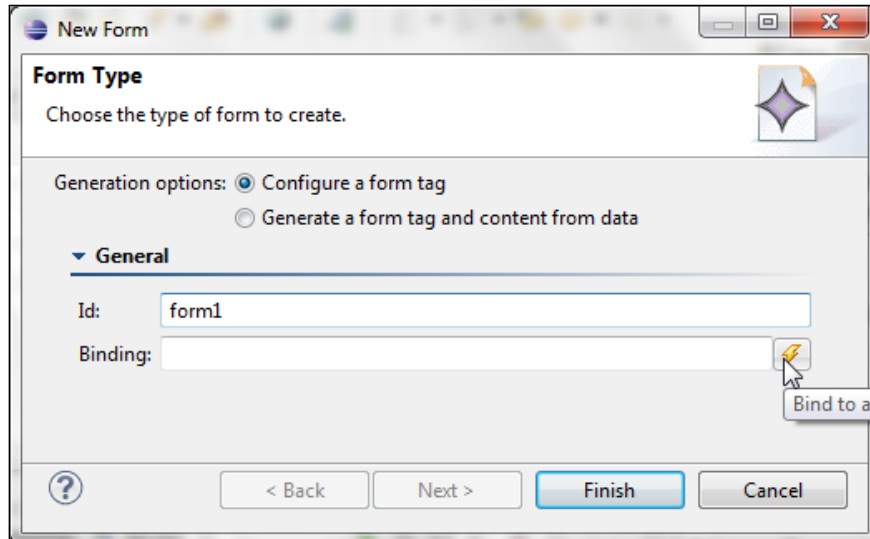 New Form
Form Type
Choose the type of form to create.
Generation options: Configure a form tag
Generate a form tag and content from data
General
Id: form1
Binding:
Bind to a
? < Back Next > Finish Cancel